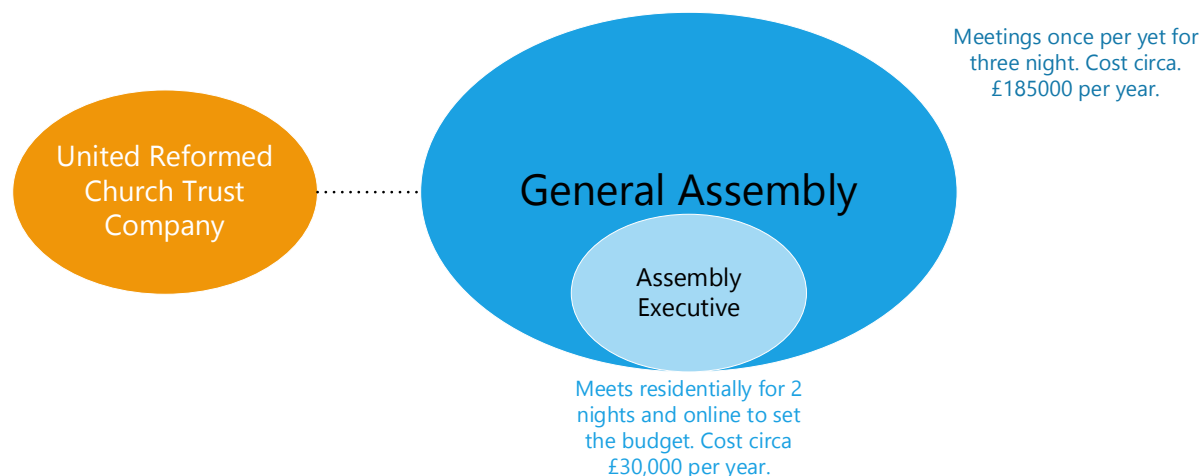 Meetings once per yet for
three night. Cost circa.
£185000 per year.
United Reformed
Church Trust
Company
General Assembly
Assembly
Executive
Meets residentially for 2
nights and online to set
the budget. Cost circa
£30,000 per year.